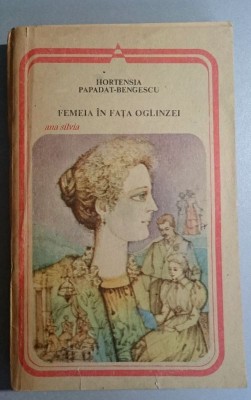 HORTENSIA
PAPADAT-BENGESCU
FEMEIA ÎN FAȚA OGLINZEI
ana silvia